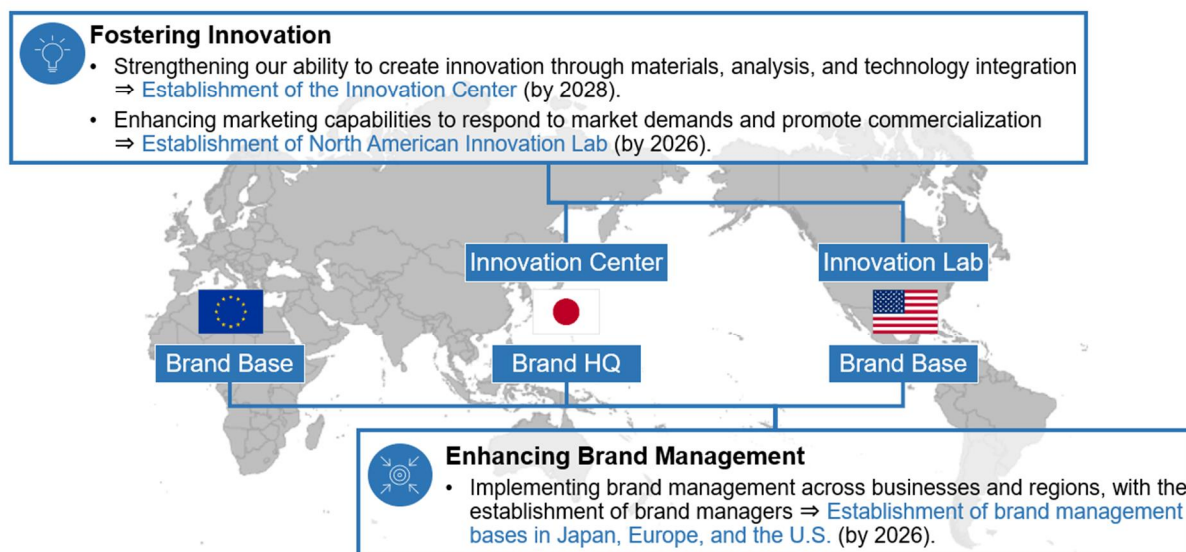 Fostering Innovation
• Strengthening our ability to create innovation through materials, analysis, and technology integration
⇒ Establishment of the Innovation Center (by 2028).
• Enhancing marketing capabilities to respond to market demands and promote commercialization
⇒ Establishment of North American Innovation Lab (by 2026).
Innovation Center
Innovation Lab
Brand Base
Brand HQ
Brand Base
Enhancing Brand Management
• Implementing brand management across businesses and regions, with the
establishment of brand managers ⇒ Establishment of brand management
bases in Japan, Europe, and the U.S. (by 2026).